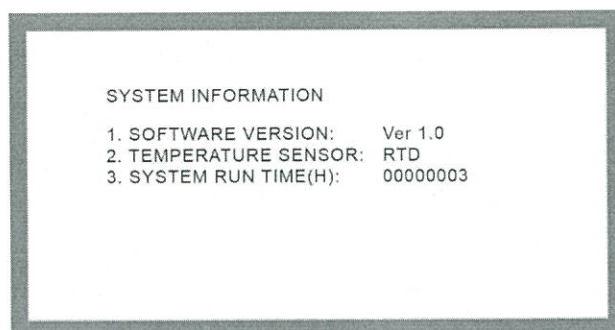 SYSTEM INFORMATION
1. SOFTWARE VERSION: Ver 1.0
2. TEMPERATURE SENSOR: RTD
3. SYSTEM RUN TIME(H): 00000003